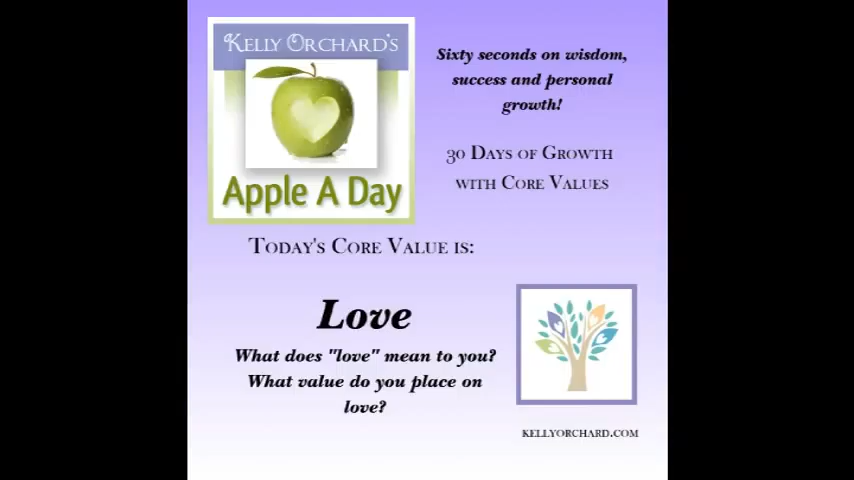 Kelly Orchard's
Apple A Day
Sixty seconds on wisdom,
success and personal
growth!
30 Days of Growth
with Core Values
Today's Core Value is:
Love
What does "love" mean to you?
What value do you place on
love?
kellyorchard.com